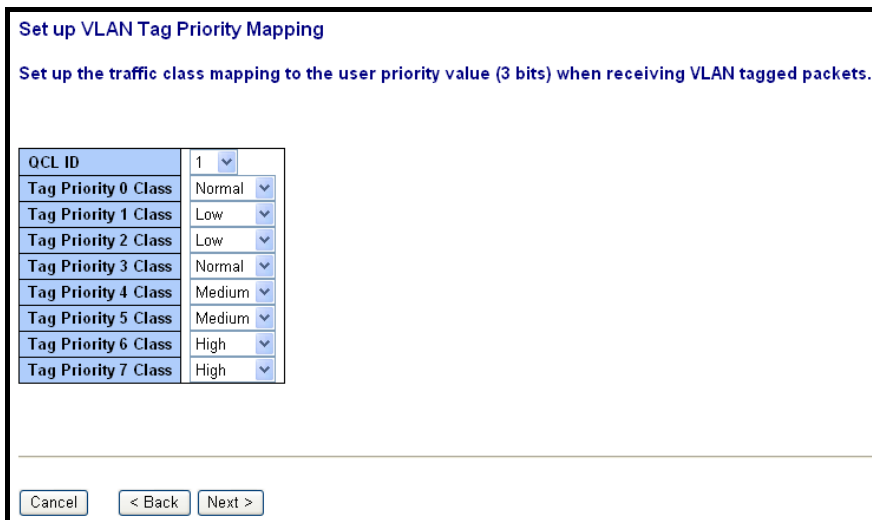 Set up VLAN Tag Priority Mapping
Set up the traffic class mapping to the user priority value (3 bits) when receiving VLAN tagged packets.
QCL ID 1
Tag Priority 0 Class Normal
Tag Priority 1 Class Low
Tag Priority 2 Class Low
Tag Priority 3 Class Normal
Tag Priority 4 Class Medium
Tag Priority 5 Class Medium
Tag Priority 6 Class High
Tag Priority 7 Class High
Cancel < Back Next >